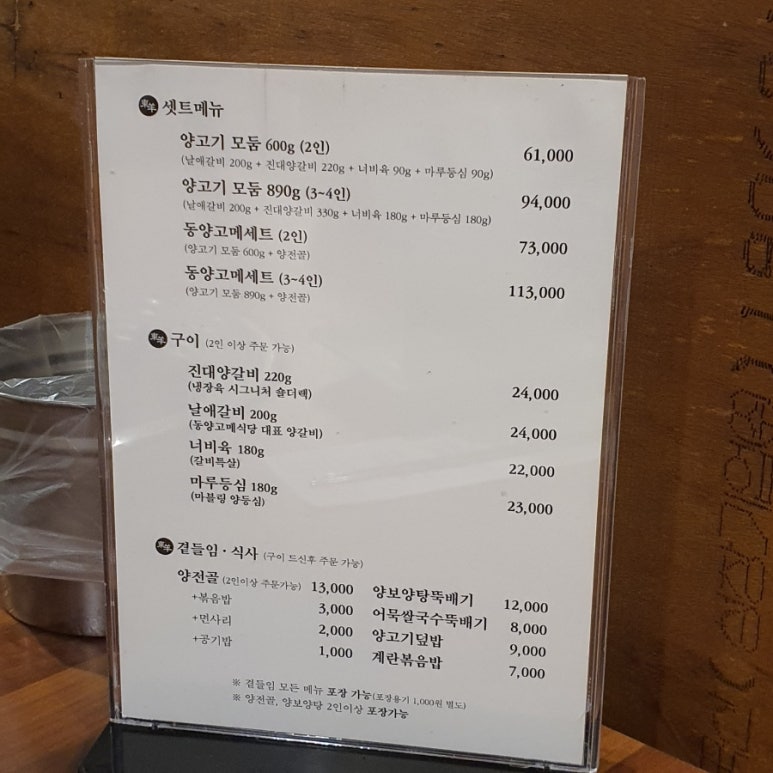 東羊 셋트메뉴
양고기 모둠 600g (2인) 61,000
(날애갈비 200g + 진대양갈비 220g + 너비육 90g + 마루등심 90g)
양고기 모둠 890g (3~4인) 94,000
(날애갈비 200g + 진대양갈비 330g + 너비육 180g + 마루등심 180g)
동양고메세트 (2인) 73,000
(양고기 모둠 600g + 양전골)
동양고메세트 (3~4인) 113,000
(양고기 모둠 890g + 양전골)
東羊 구이 (2인 이상 주문 가능)
진대양갈비 220g 24,000
(냉장육 시그니처 숄더랙)
날애갈비 200g 24,000
(동양고메식당 대표 양갈비)
너비육 180g 22,000
(갈비특살)
마루등심 180g 23,000
(마블링 양등심)
東羊 곁들임 · 식사 (구이 드신후 주문 가능)
양전골 (2인이상 주문가능) 13,000
+볶음밥 3,000
+면사리 2,000
+공기밥 1,000
양보양탕뚝배기 12,000
어묵쌀국수뚝배기 8,000
양고기덮밥 9,000
계란볶음밥 7,000
※ 곁들임 모든 메뉴 포장 가능(포장용기 1,000원 별도)
※ 양전골, 양보양탕 2인이상 포장가능